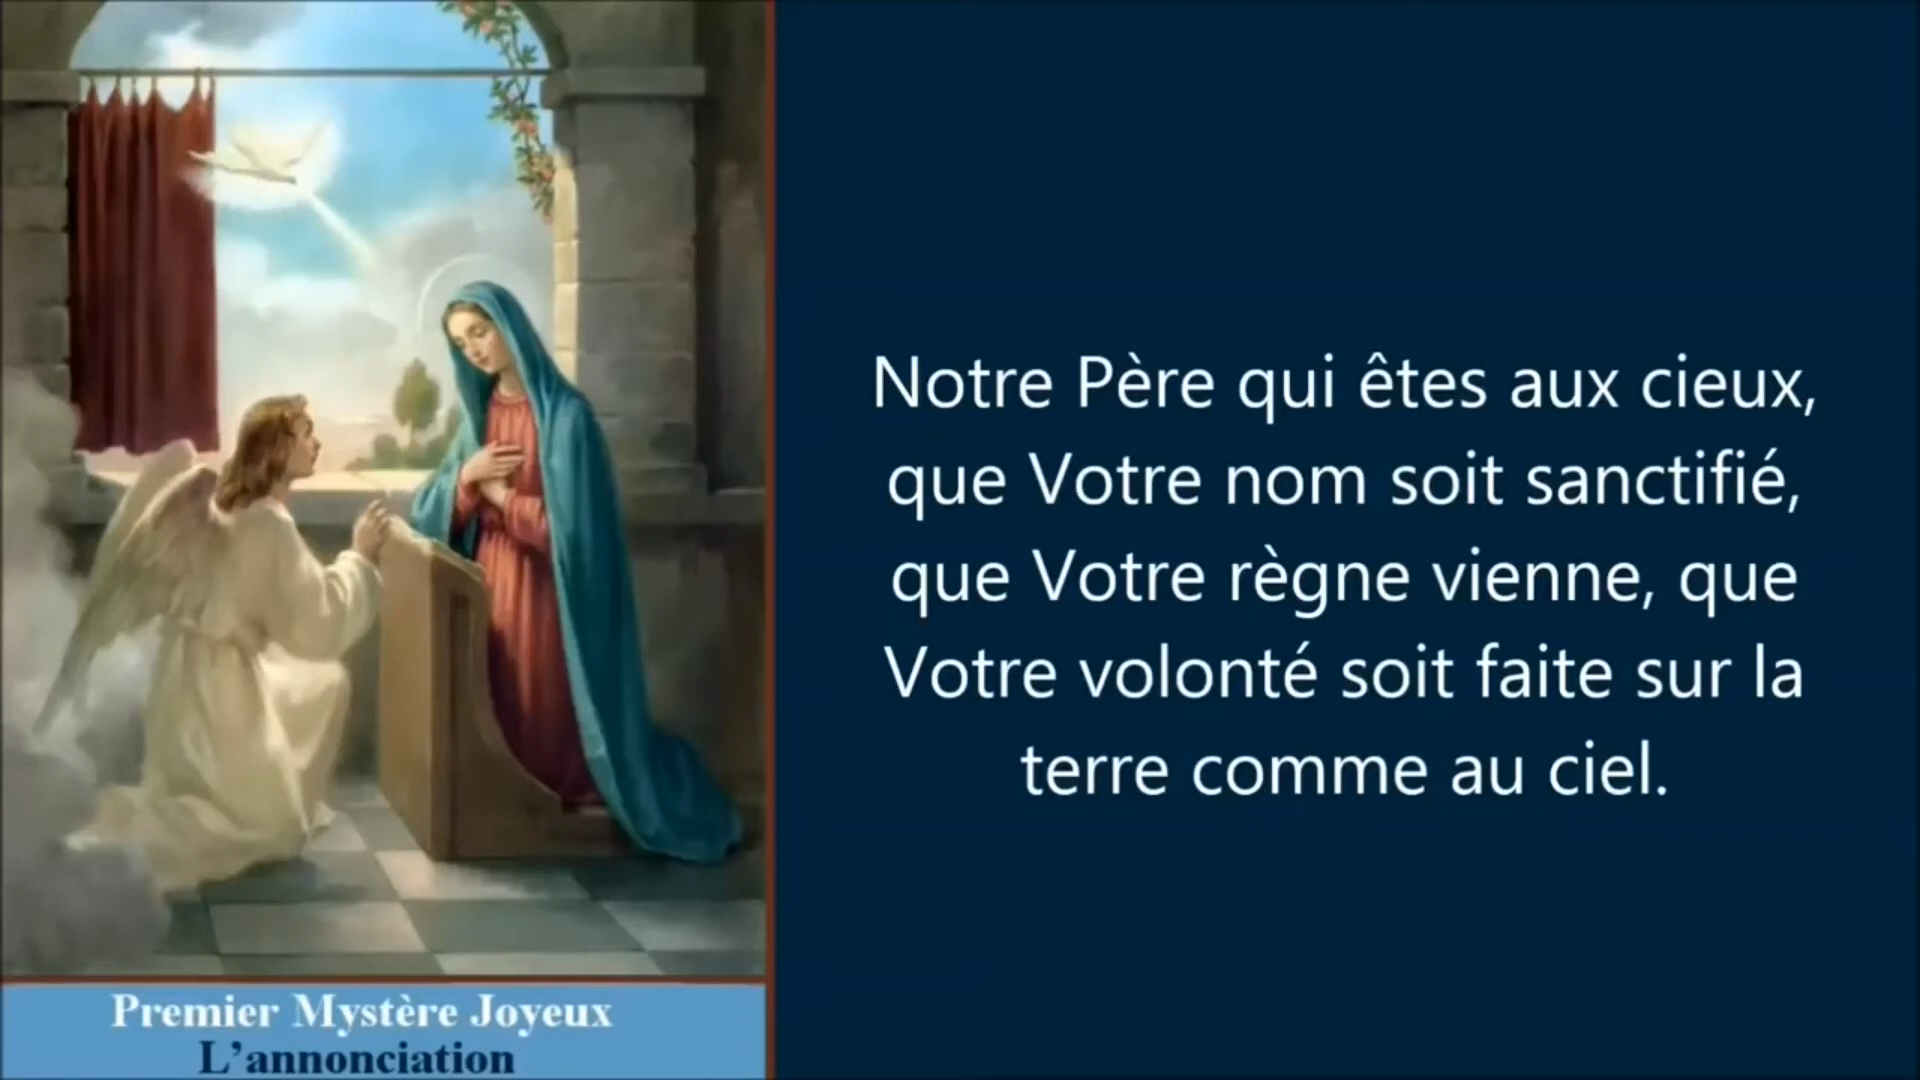 Notre Père qui êtes aux cieux,
que Votre nom soit sanctifié,
que Votre règne vienne, que
Votre volonté soit faite sur la
terre comme au ciel.
Premier Mystère Joyeux
L’annonciation